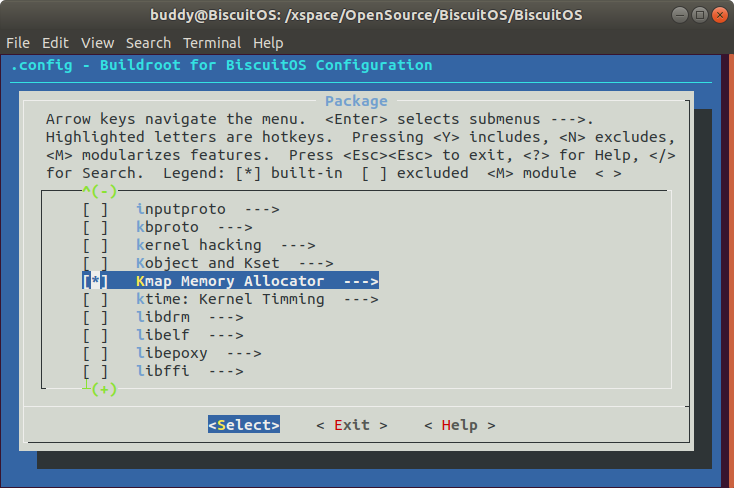 buddy@BiscuitOS: /xspace/OpenSource/BiscuitOS/BiscuitOS
File Edit View Search Terminal Help
.config - Buildroot for BiscuitOS Configuration
Package
Arrow keys navigate the menu.  <Enter> selects submenus --->.
Highlighted letters are hotkeys.  Pressing <Y> includes, <N> excludes,
<M> modularizes features.  Press <Esc><Esc> to exit, <?> for Help, </>
for Search.  Legend: [*] built-in  [ ] excluded  <M> module  < >
^(-)
[ ]   inputproto  --->
[ ]   kbproto  --->
[ ]   kernel hacking  --->
[ ]   Kobject and Kset  --->
[*]   Kmap Memory Allocator  --->
[ ]   ktime: Kernel Timming  --->
[ ]   libdrm  --->
[ ]   libelf  --->
[ ]   libepoxy  --->
[ ]   libffi  --->
┴(+)
<Select>    < Exit >    < Help >